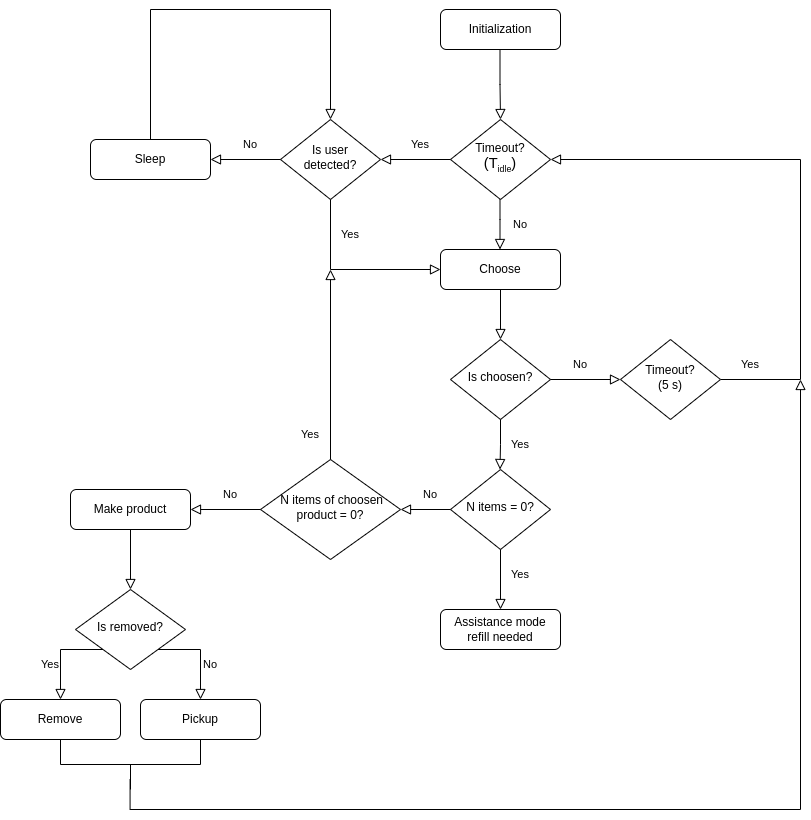 Initialization
Timeout?
(Tidle)
Is user
detected?
Yes
No
Sleep
No
Yes
Choose
Is choosen?
No
Timeout?
(5 s)
Yes
Yes
Yes
N items = 0?
No
N items of choosen
product = 0?
No
Make product
Yes
Assistance mode
refill needed
Is removed?
Yes
No
Remove
Pickup